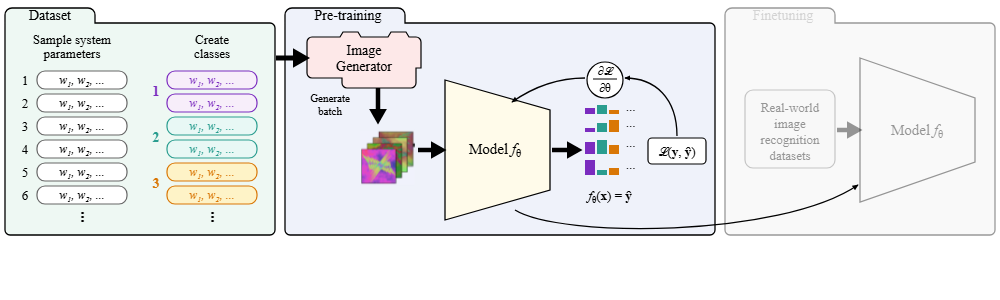 Dataset
Sample system
parameters
Create
classes
1 w1, w2, ...
2 w1, w2, ...
3 w1, w2, ...
4 w1, w2, ...
5 w1, w2, ...
6 w1, w2, ...
⋮
1
w1, w2, ...
w1, w2, ...
2
w1, w2, ...
w1, w2, ...
3
w1, w2, ...
w1, w2, ...
⋮
Pre-training
Image
Generator
Generate
batch
Model fθ
∂ℒ
∂θ
...
...
...
...
ℒ(y, ŷ)
fθ(x) = ŷ
Finetuning
Real-world
image
recognition
datasets
Model fθ